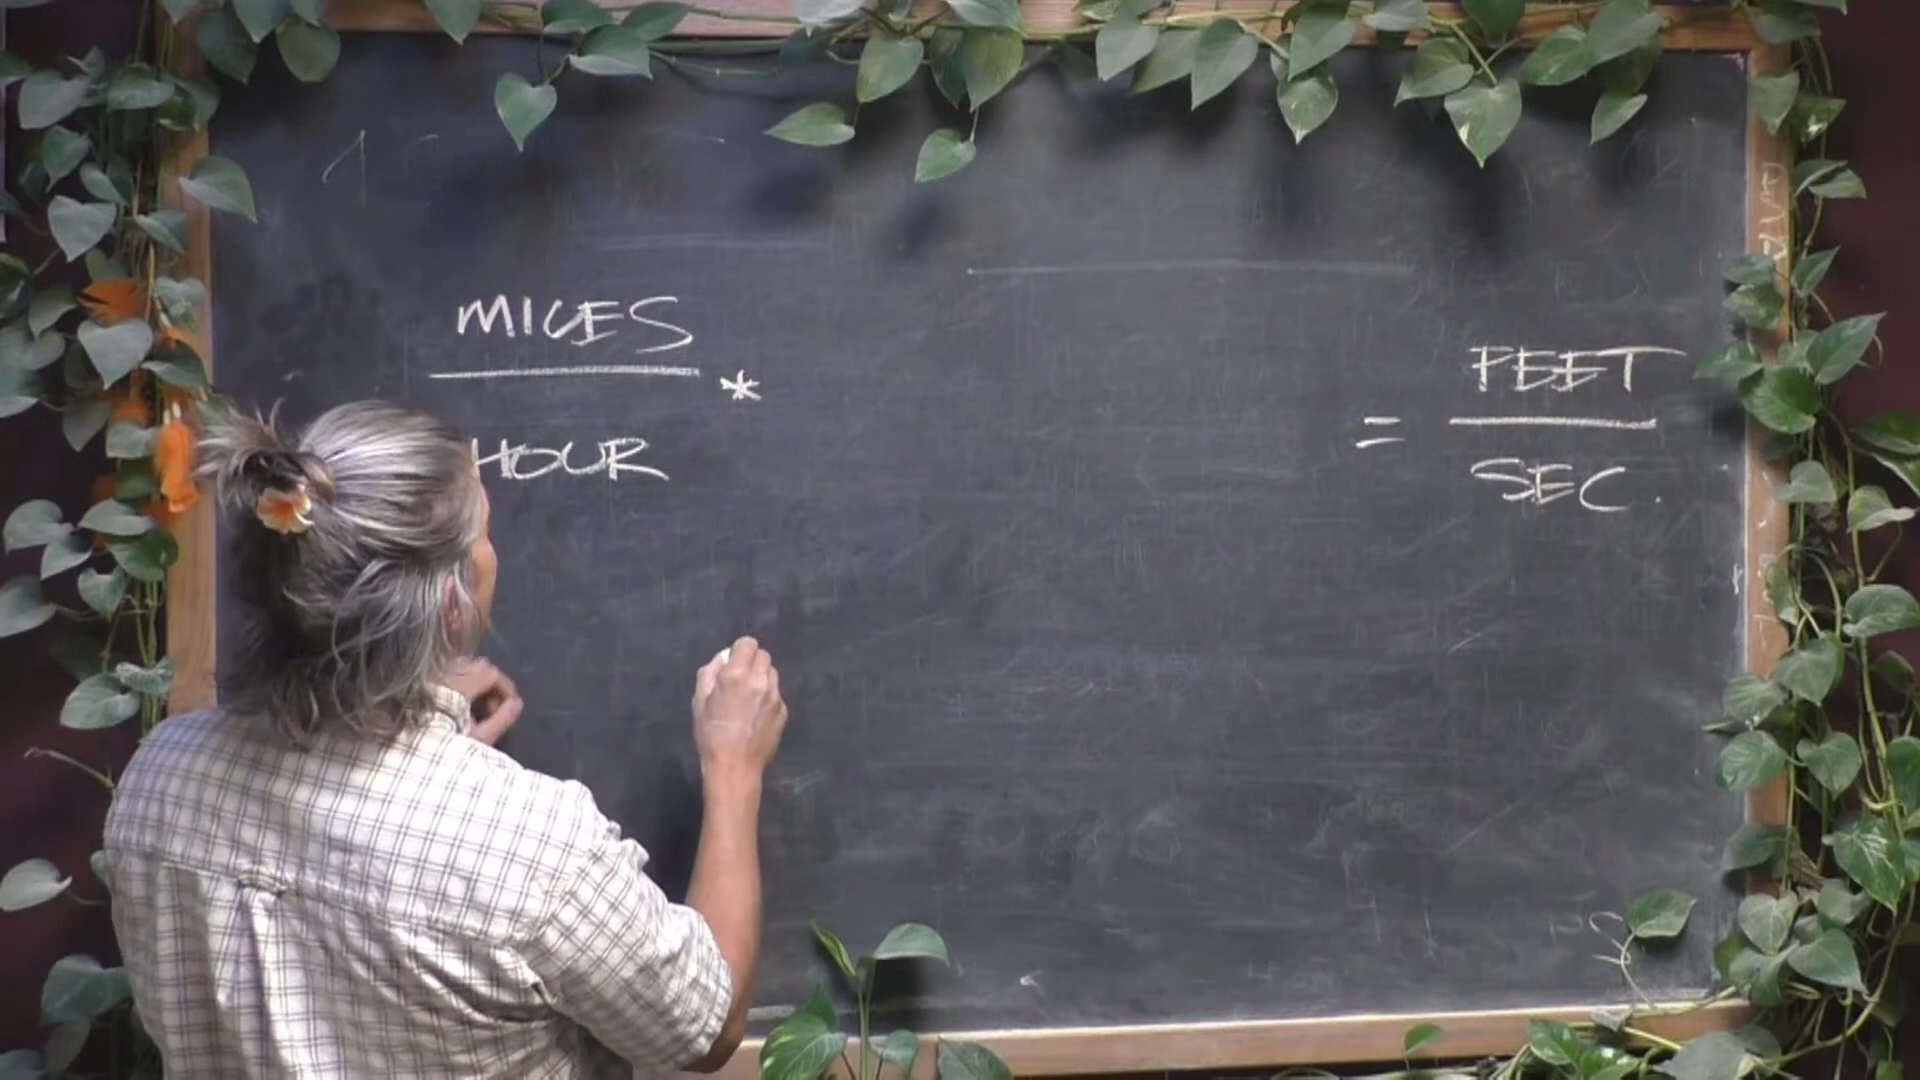 MILES
*
HOUR
= FEET
SEC.